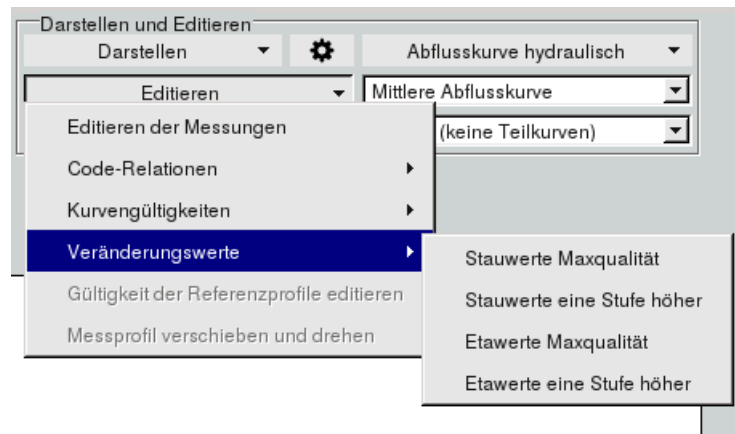 Darstellen und Editieren
Darstellen
Abflusskurve hydraulisch
Editieren
Mittlere Abflusskurve
(keine Teilkurven)
Editieren der Messungen
Code-Relationen
Kurvengültigkeiten
Veränderungswerte
Gültigkeit der Referenzprofile editieren
Messprofil verschieben und drehen
Stauwerte Maxqualität
Stauwerte eine Stufe höher
Etawerte Maxqualität
Etawerte eine Stufe höher